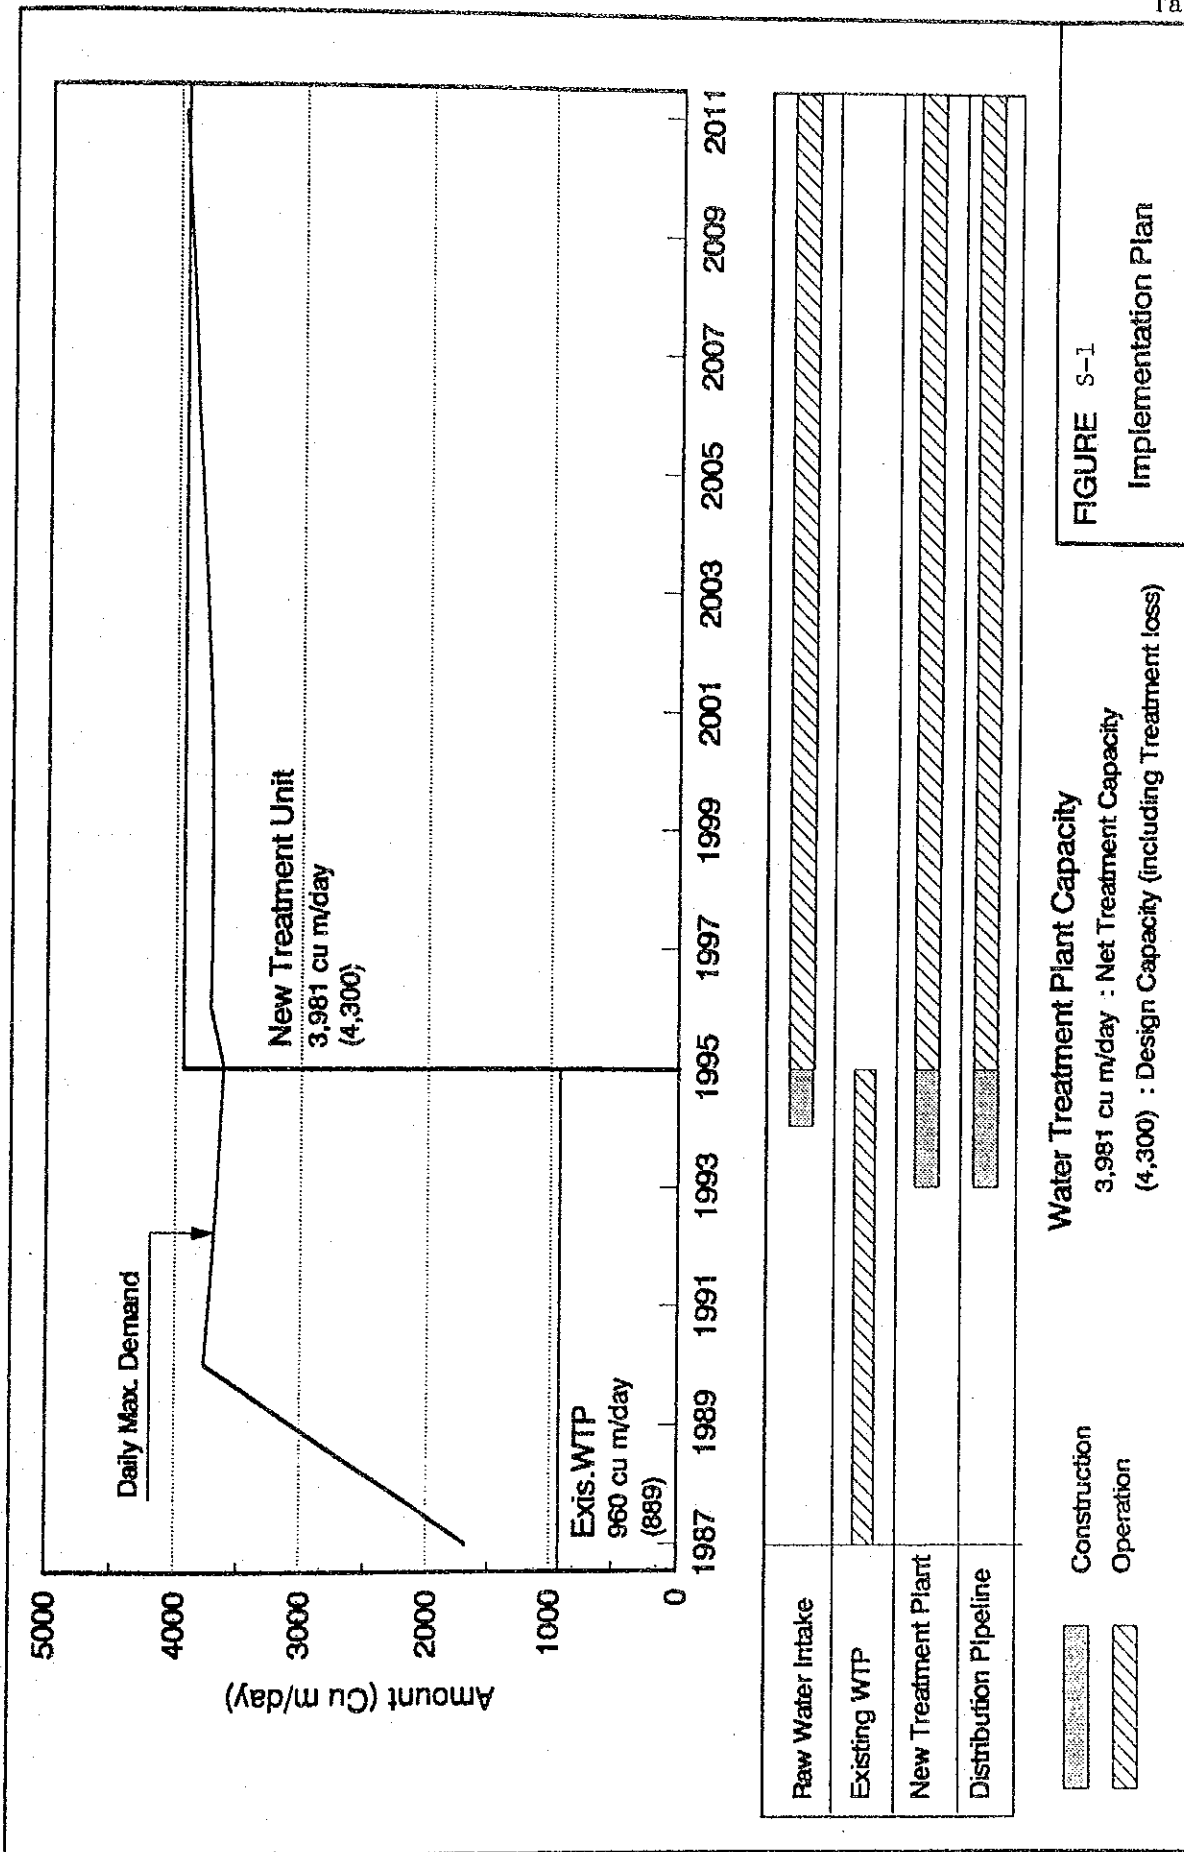 Ta
5000
4000
3000
2000
1000
0
Amount (Cu m/day)
Daily Max. Demand
New Treatment Unit
3,981 cu m/day
(4,300)
Exis.WTP
960 cu m/day
(889)
1987
1989
1991
1993
1995
1997
1999
2001
2003
2005
2007
2009
2011
Raw Water Intake
Existing WTP
New Treatment Plant
Distribution Pipeline
Construction
Operation
Water Treatment Plant Capacity
3,981 cu m/day : Net Treatment Capacity
(4,300) : Design Capacity (including Treatment loss)
FIGURE S-1
Implementation Plan